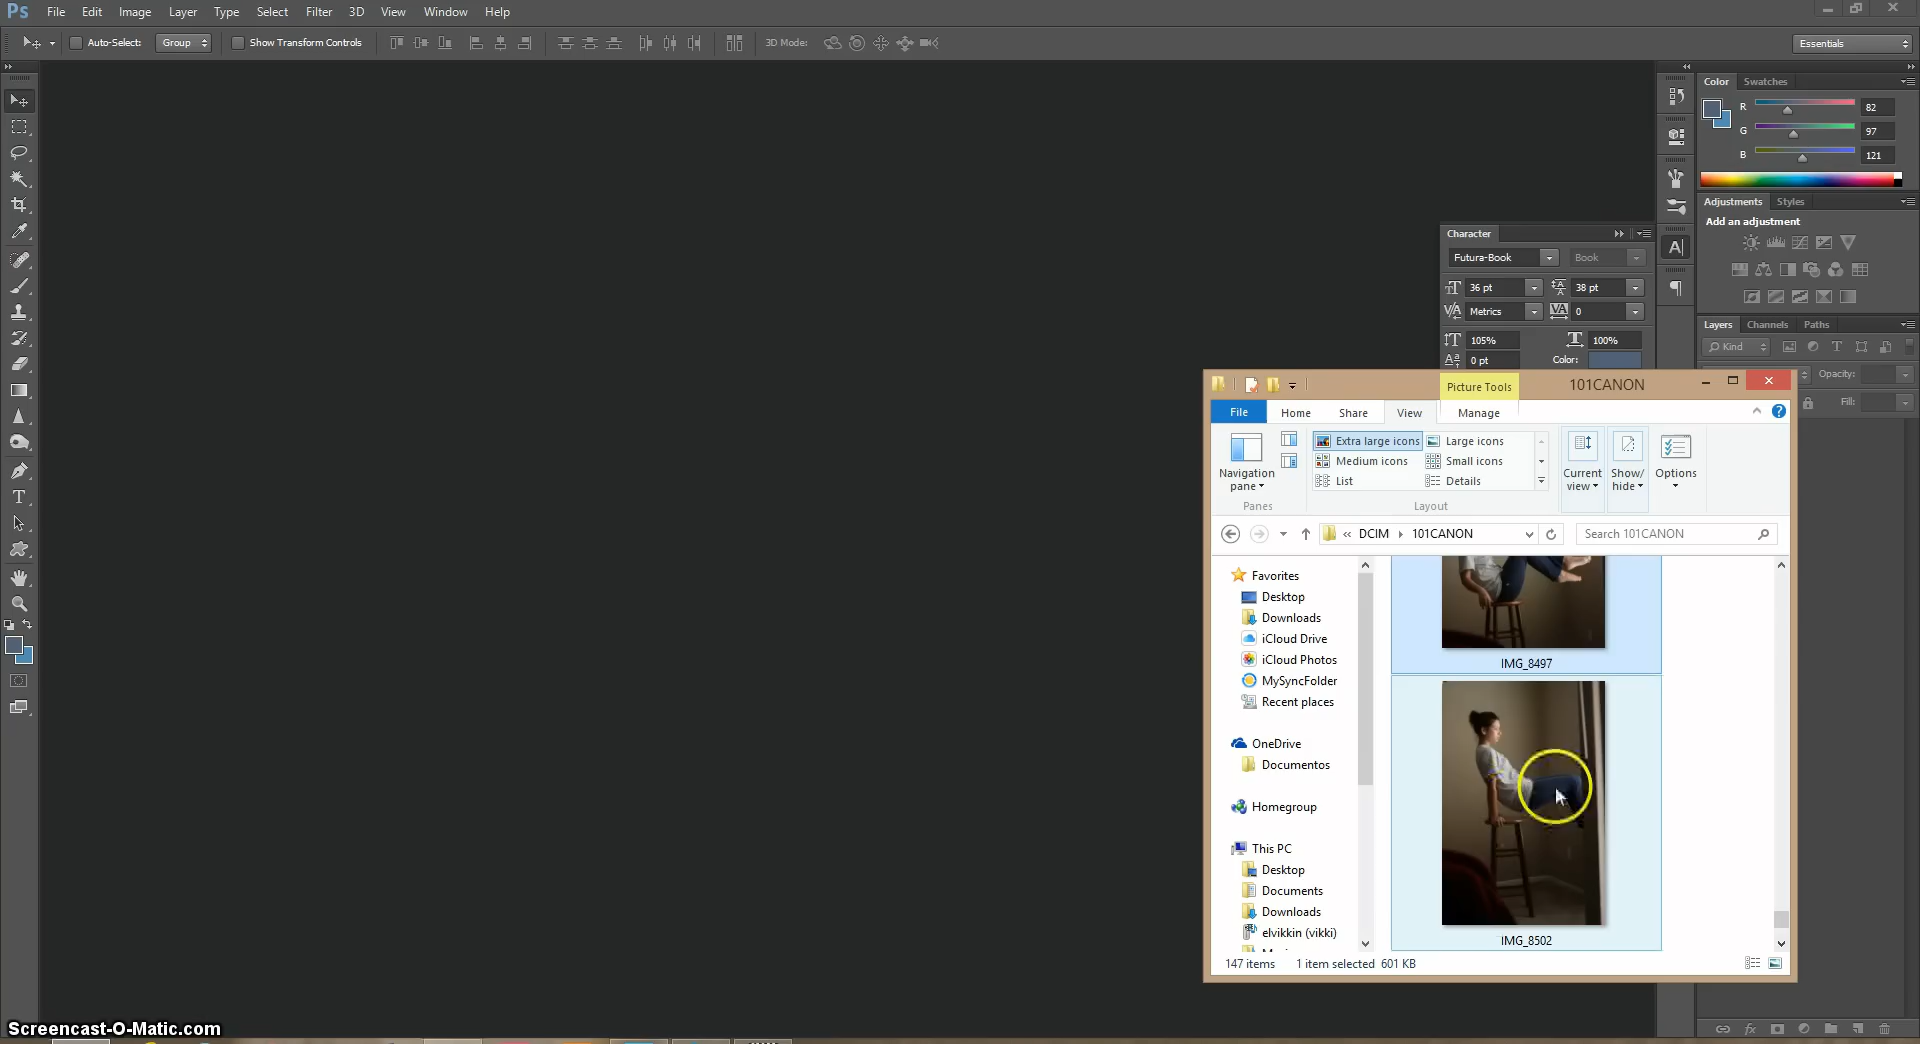 Ps File Edit Image Layer Type Select Filter 3D View Window Help
Auto-Select: Group Show Transform Controls 3D Mode: Essentials
Color Swatches
R 82
G 97
B 121
Adjustments Styles
Add an adjustment
Character
Futura-Book Book
36 pt 38 pt
Metrics 0
105% 100%
0 pt Color:
Layers Channels Paths
Kind
Opacity:
Fill:
Picture Tools 101CANON
File Home Share View Manage
Navigation pane
Extra large icons Large icons
Medium icons Small icons
List Details
Current view
Show/ hide
Options
Panes Layout
« DCIM 101CANON Search 101CANON
Favorites
Desktop
Downloads
iCloud Drive
iCloud Photos
MySyncFolder
Recent places
OneDrive
Documentos
Homegroup
This PC
Desktop
Documents
Downloads
elvikkin (vikki)
IMG_8497
IMG_8502
147 items 1 item selected 601 KB
Screencast-O-Matic.com